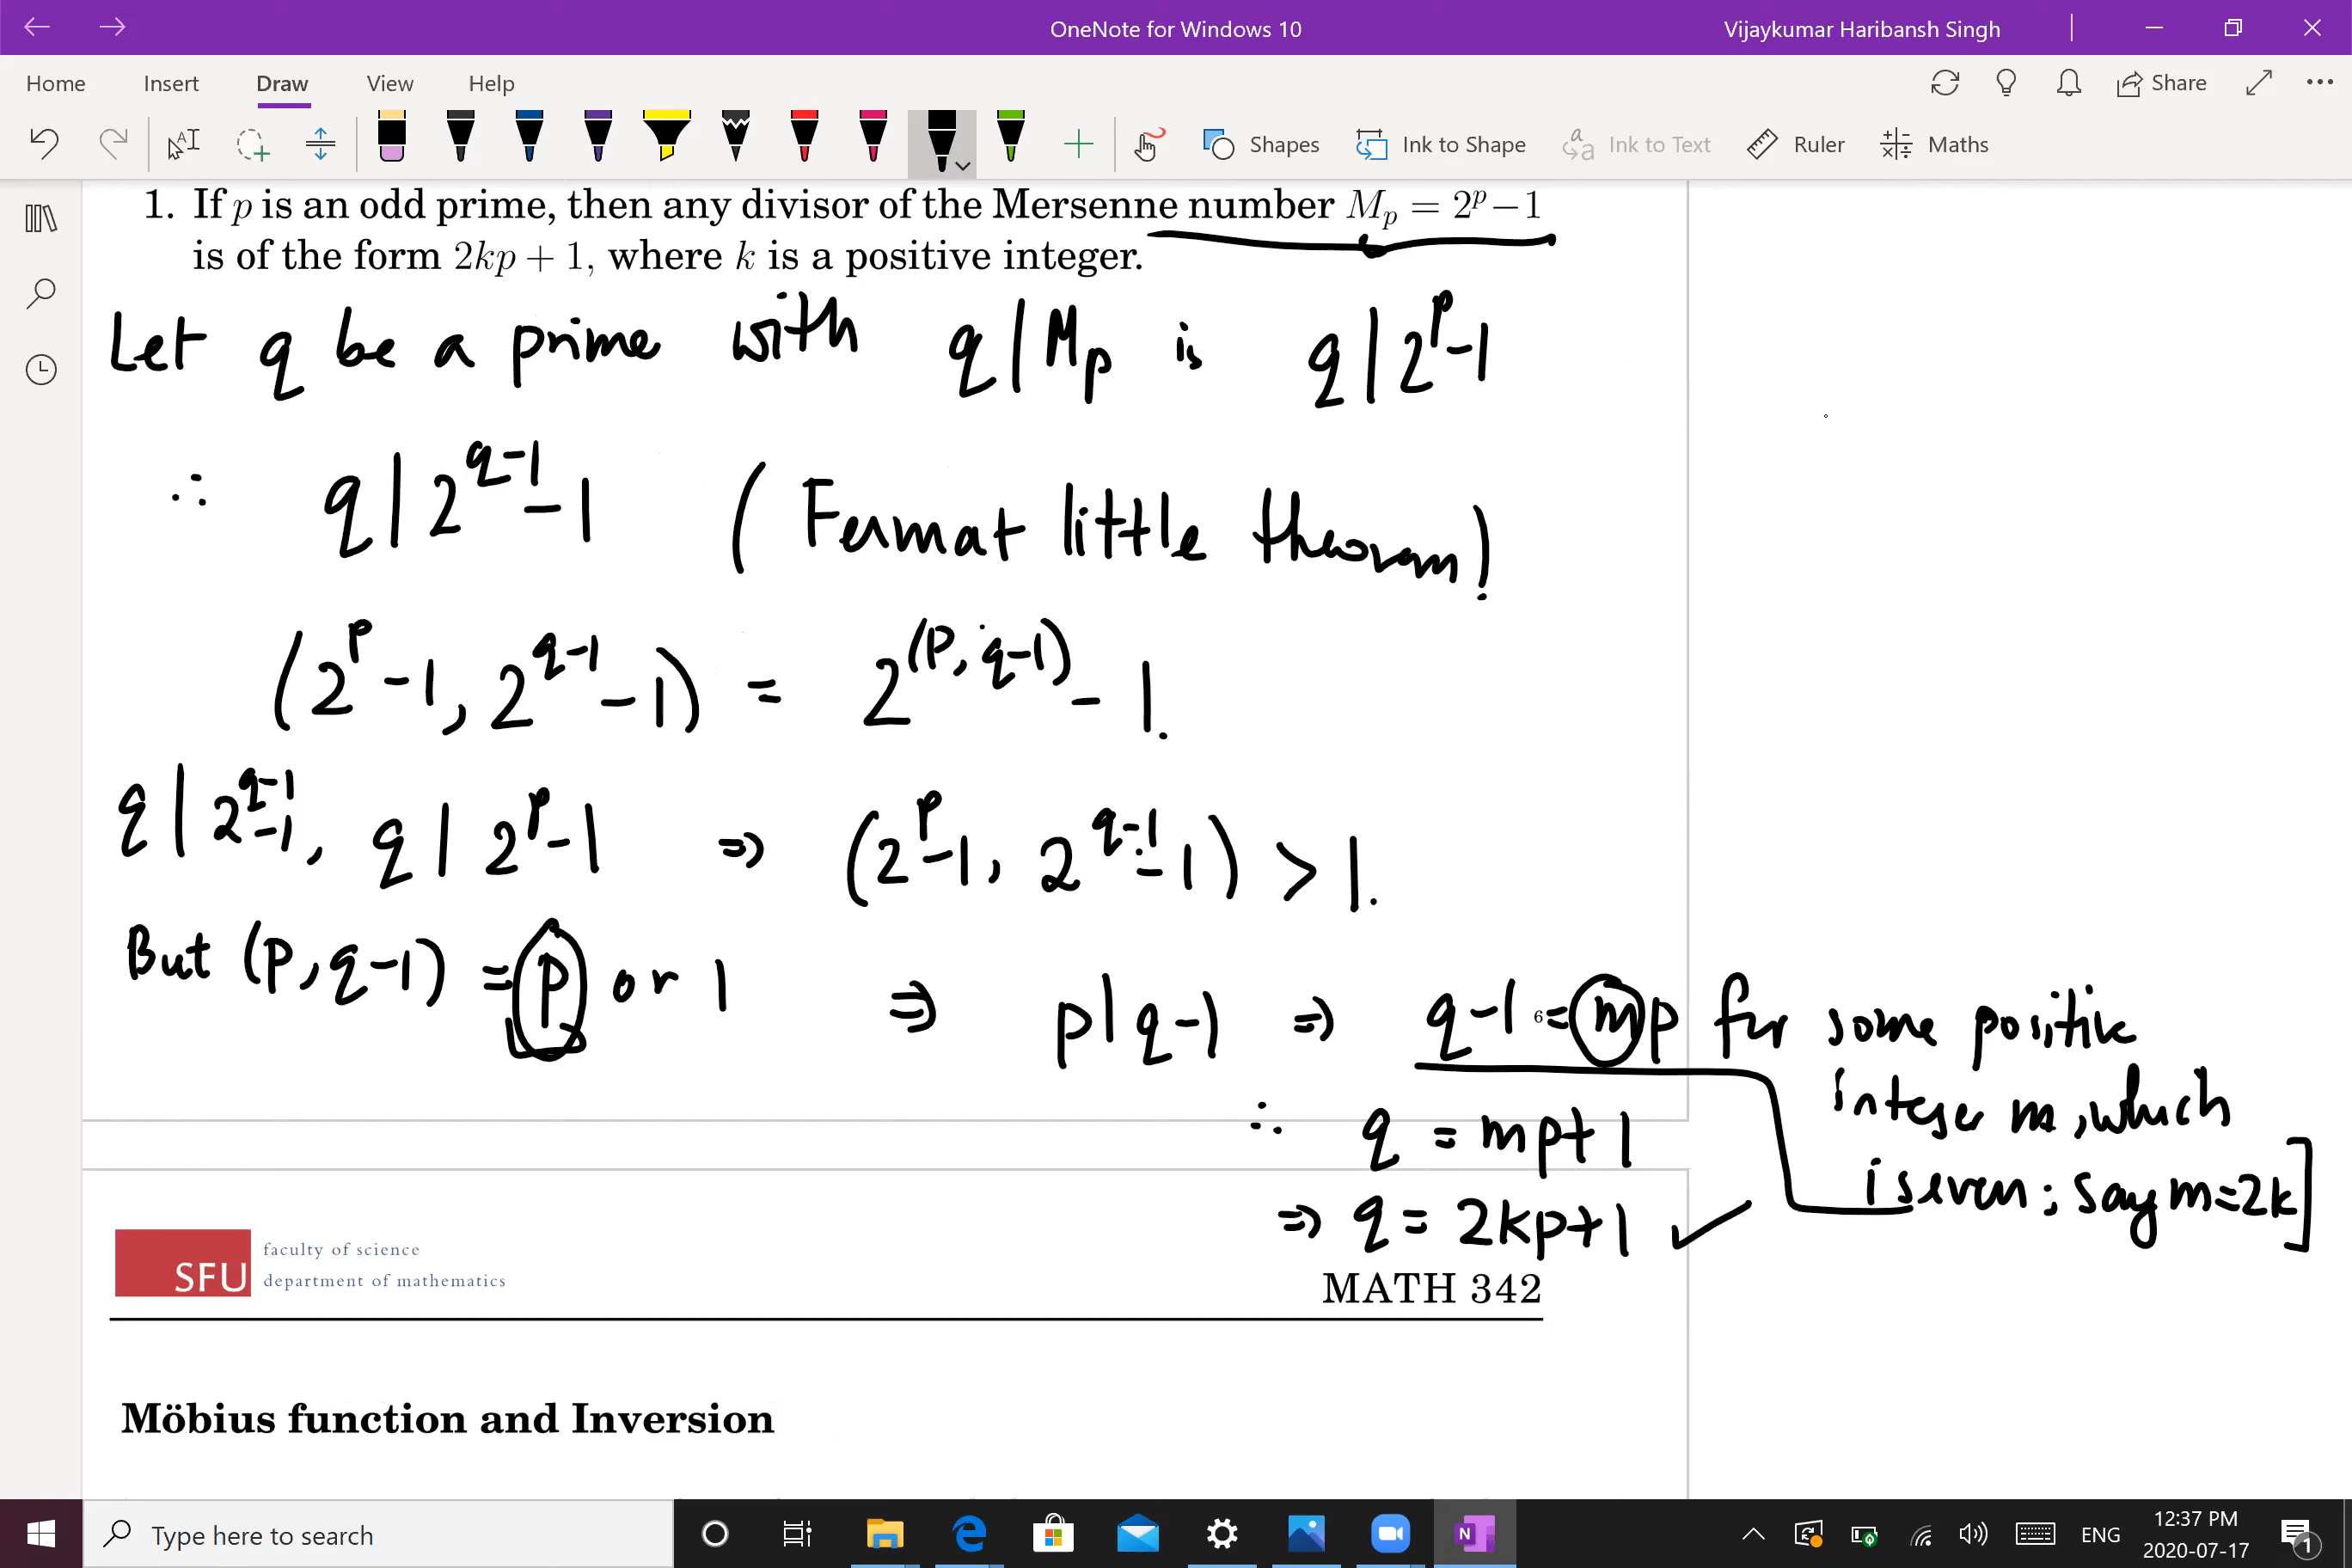 OneNote for Windows 10
Vijaykumar Haribansh Singh
Home Insert Draw View Help Share
Shapes Ink to Shape Ink to Text Ruler Maths
1. If p is an odd prime, then any divisor of the Mersenne number M_p = 2^p − 1
is of the form 2kp + 1, where k is a positive integer.
Let q be a prime with q | M_p is q | 2^p − 1
∴ q | 2^{q−1} − 1 (Fermat little theorem)
(2^p − 1, 2^{q−1} − 1) = 2^{(p, q−1)} − 1.
q | 2^{q−1} − 1, q | 2^p − 1 ⇒ (2^p − 1, 2^{q−1} − 1) > 1.
But (p, q−1) = p or 1 ⇒ p | q−1 ⇒ q−1 = mp for some positive
6
integer m, which
∴ q = mp + 1
is even; say m = 2k]
⇒ q = 2kp + 1 ✓
SFU
faculty of science
department of mathematics
MATH 342
Möbius function and Inversion
Type here to search
ENG
12:37 PM
2020-07-17
1